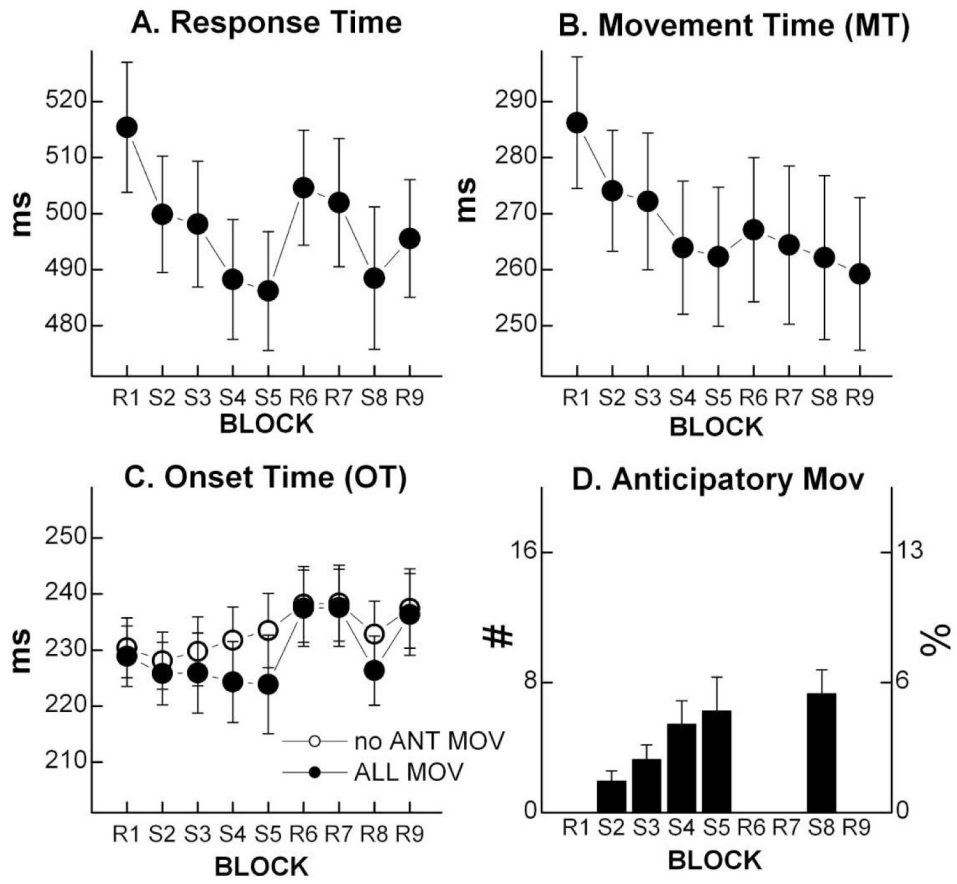 A. Response Time
ms
520
510
500
490
480
R1 S2 S3 S4 S5 R6 R7 S8 R9
BLOCK
B. Movement Time (MT)
ms
290
280
270
260
250
R1 S2 S3 S4 S5 R6 R7 S8 R9
BLOCK
C. Onset Time (OT)
ms
250
240
230
220
210
no ANT MOV
ALL MOV
R1 S2 S3 S4 S5 R6 R7 R8 R9
BLOCK
D. Anticipatory Mov
#
16
8
0
%
13
6
0
R1 S2 S3 S4 S5 R6 R7 S8 R9
BLOCK